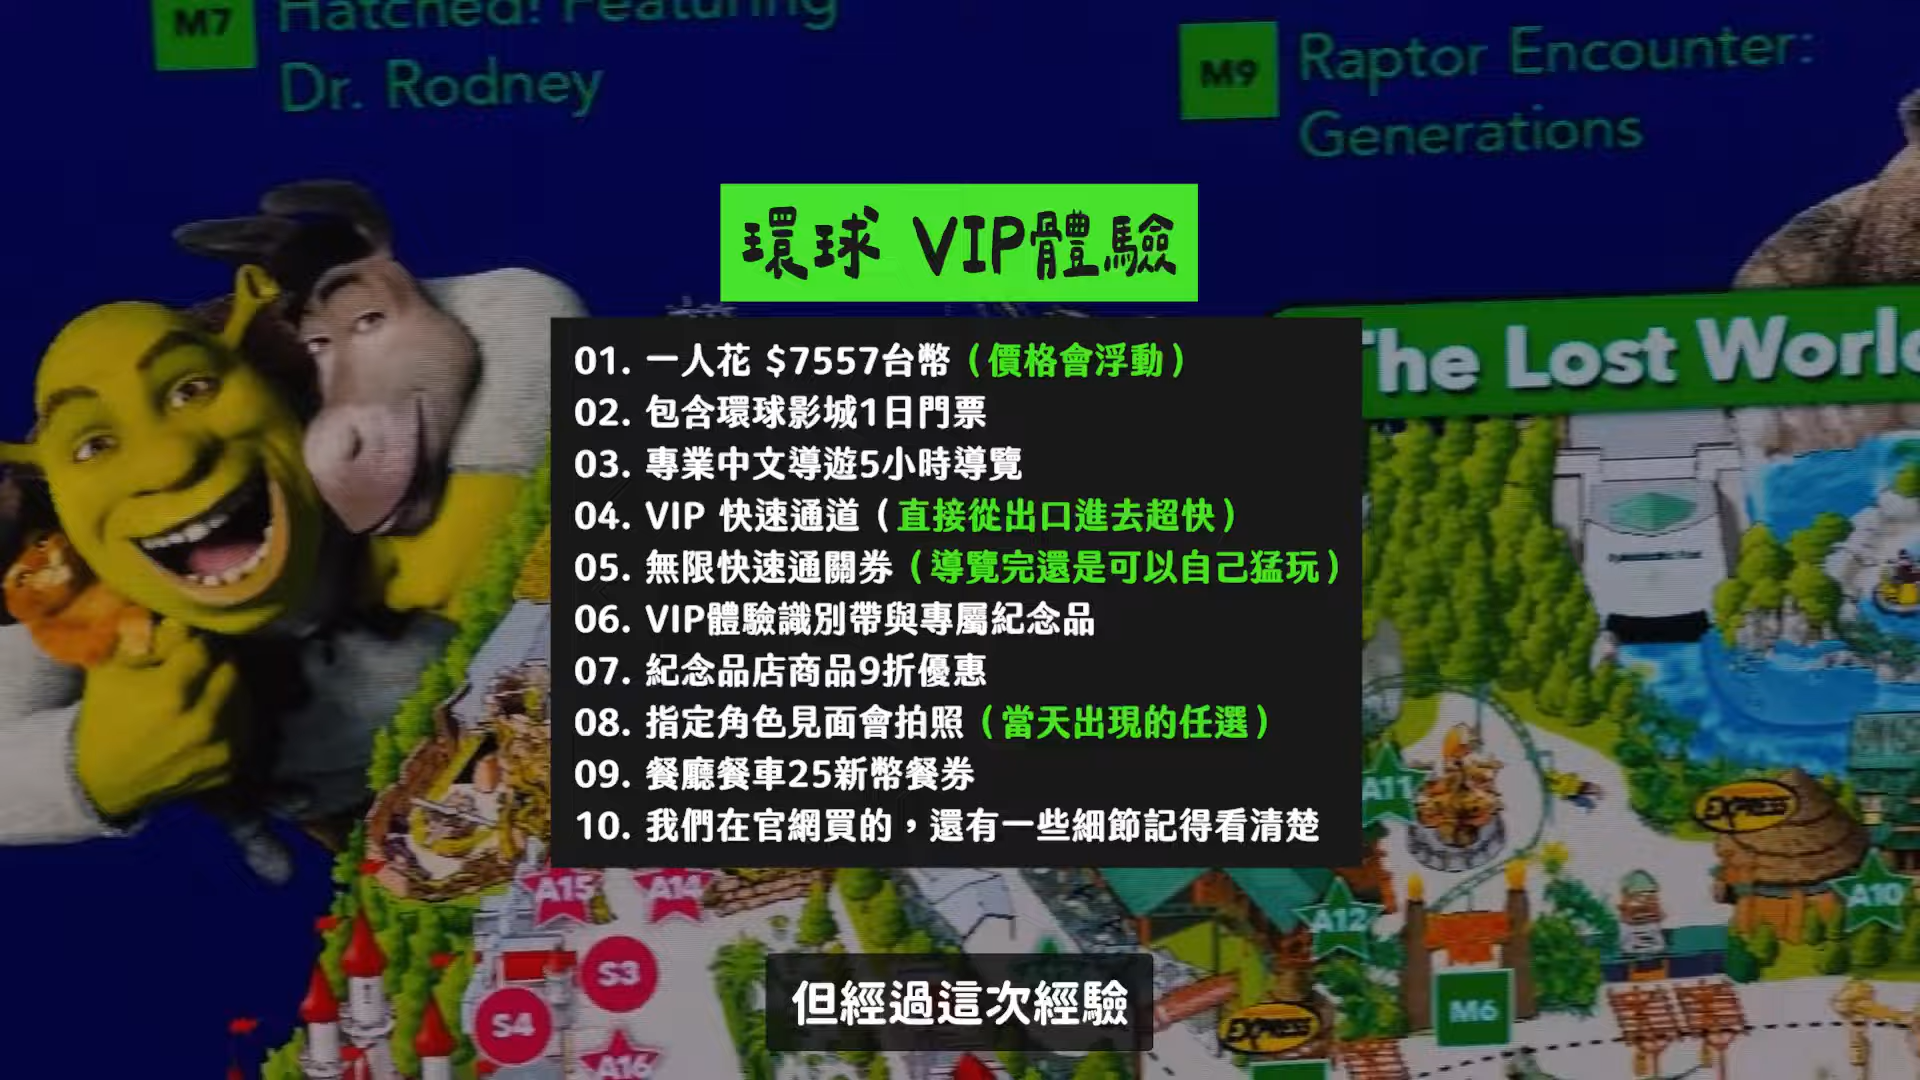 M7
Hatched! Featuring
Dr. Rodney
M9
Raptor Encounter:
Generations
環球 VIP體驗
The Lost World
01. 一人花 $7557台幣（價格會浮動）
02. 包含環球影城1日門票
03. 專業中文導遊5小時導覽
04. VIP 快速通道（直接從出口進去超快）
05. 無限快速通關券（導覽完還是可以自己猛玩）
06. VIP體驗識別帶與專屬紀念品
07. 紀念品店商品9折優惠
08. 指定角色見面會拍照（當天出現的任選）
09. 餐廳餐車25新幣餐券
10. 我們在官網買的，還有一些細節記得看清楚
A11
EXPRESS
A15
A14
A12
A10
S3
S4
A16
M6
EXPRESS
但經過這次經驗